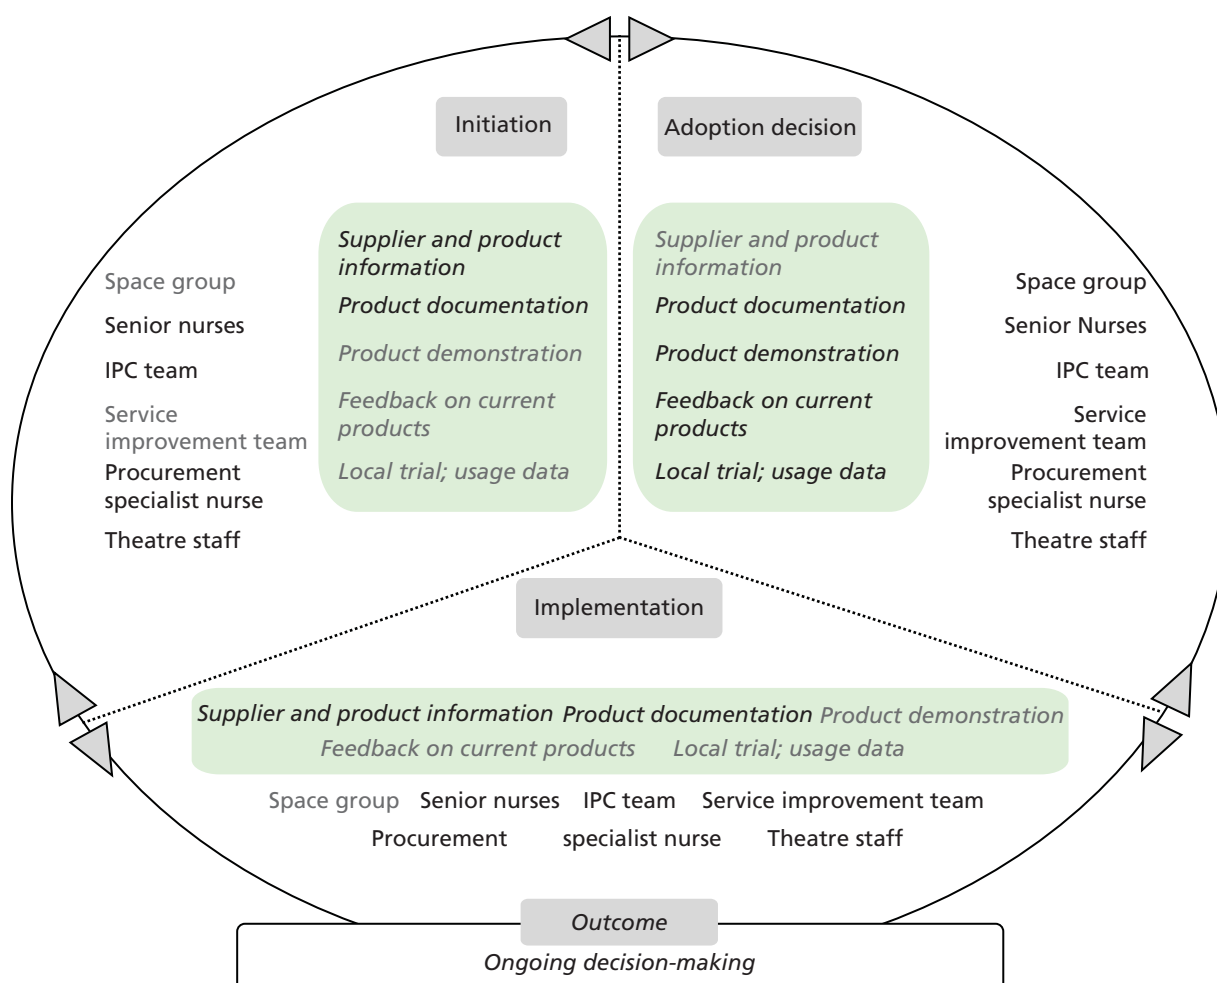 Initiation
Adoption decision
Supplier and product
information
Product documentation
Product demonstration
Feedback on current
products
Local trial; usage data
Space group
Senior nurses
IPC team
Service
improvement team
Procurement
specialist nurse
Theatre staff
Supplier and product
information
Product documentation
Product demonstration
Feedback on current
products
Local trial; usage data
Space group
Senior Nurses
IPC team
Service
improvement team
Procurement
specialist nurse
Theatre staff
Implementation
Supplier and product information Product documentation Product demonstration
Feedback on current products Local trial; usage data
Space group Senior nurses IPC team Service improvement team
Procurement specialist nurse Theatre staff
Outcome
Ongoing decision-making